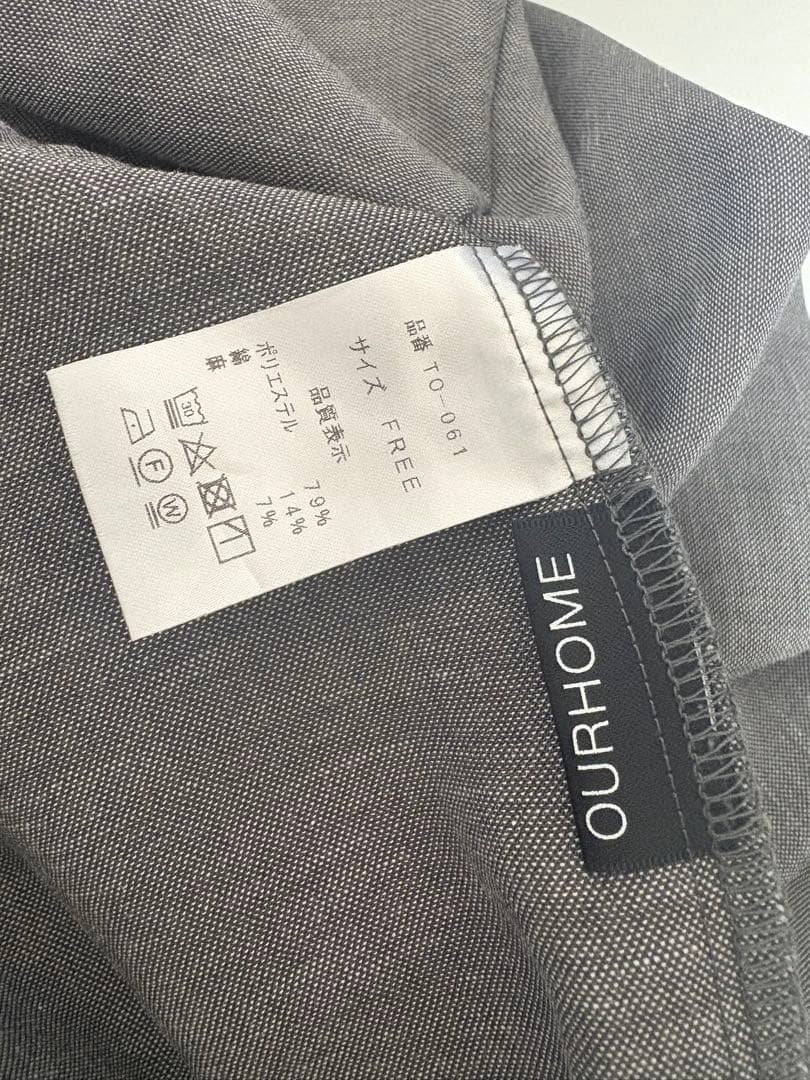 品番 TO-061
サイズ FREE
品質表示
ポリエステル 79%
綿 14%
麻 7%
30
F
W
OURHOME